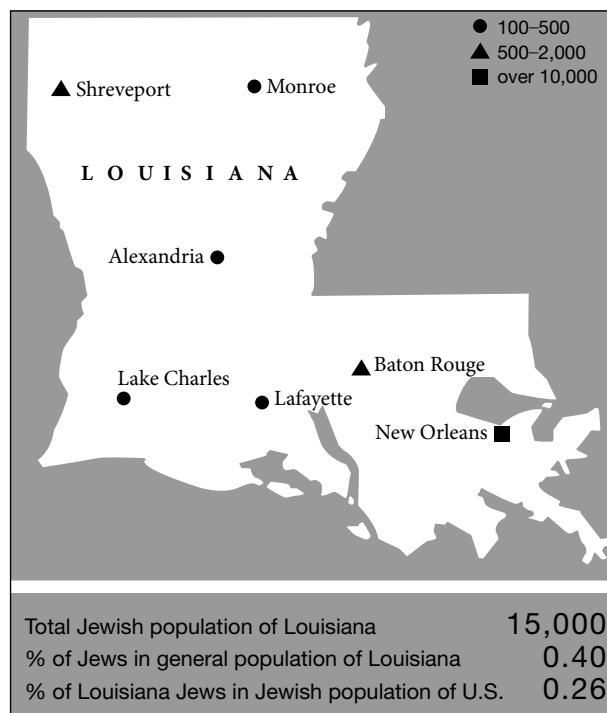 100–500
500–2,000
over 10,000
Shreveport
Monroe
LOUISIANA
Alexandria
Baton Rouge
Lake Charles
Lafayette
New Orleans
Total Jewish population of Louisiana 15,000
% of Jews in general population of Louisiana 0.40
% of Louisiana Jews in Jewish population of U.S. 0.26